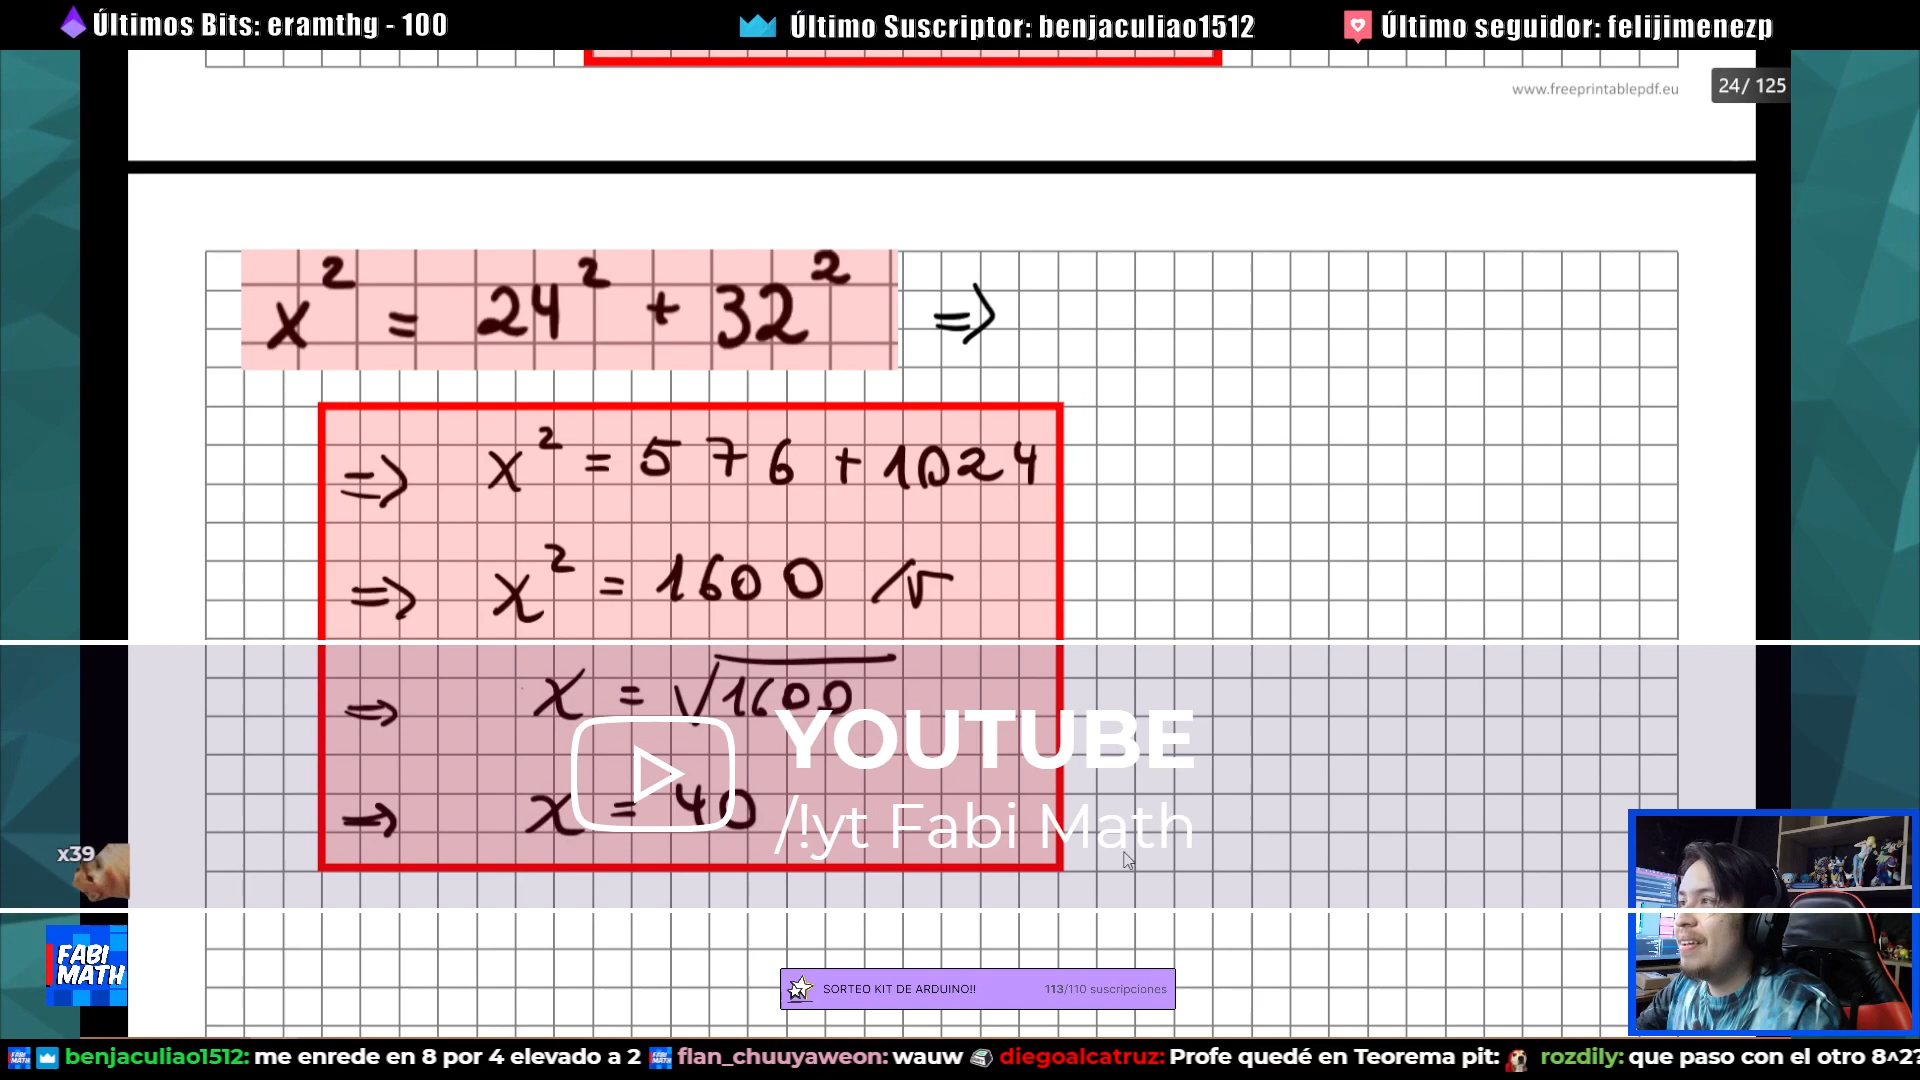 Últimos Bits: eramthg - 100
Último Suscriptor: benjaculiao1512
Último seguidor: felijimenezp
www.freeprintablepdf.eu
24/ 125
x² = 24² + 32² =>
=> x² = 576 + 1024
=> x² = 1600 /√
=> x = √1600
YOUTUBE
=> x = 40
/!yt Fabi Math
x39
FABI
MATH
SORTEO KIT DE ARDUINO!! 113/110 suscripciones
benjaculiao1512: me enrede en 8 por 4 elevado a 2 flan_chuuyaweon: wauw diegoalcatruz: Profe quedé en Teorema pit: rozdily: que paso con el otro 8^2?